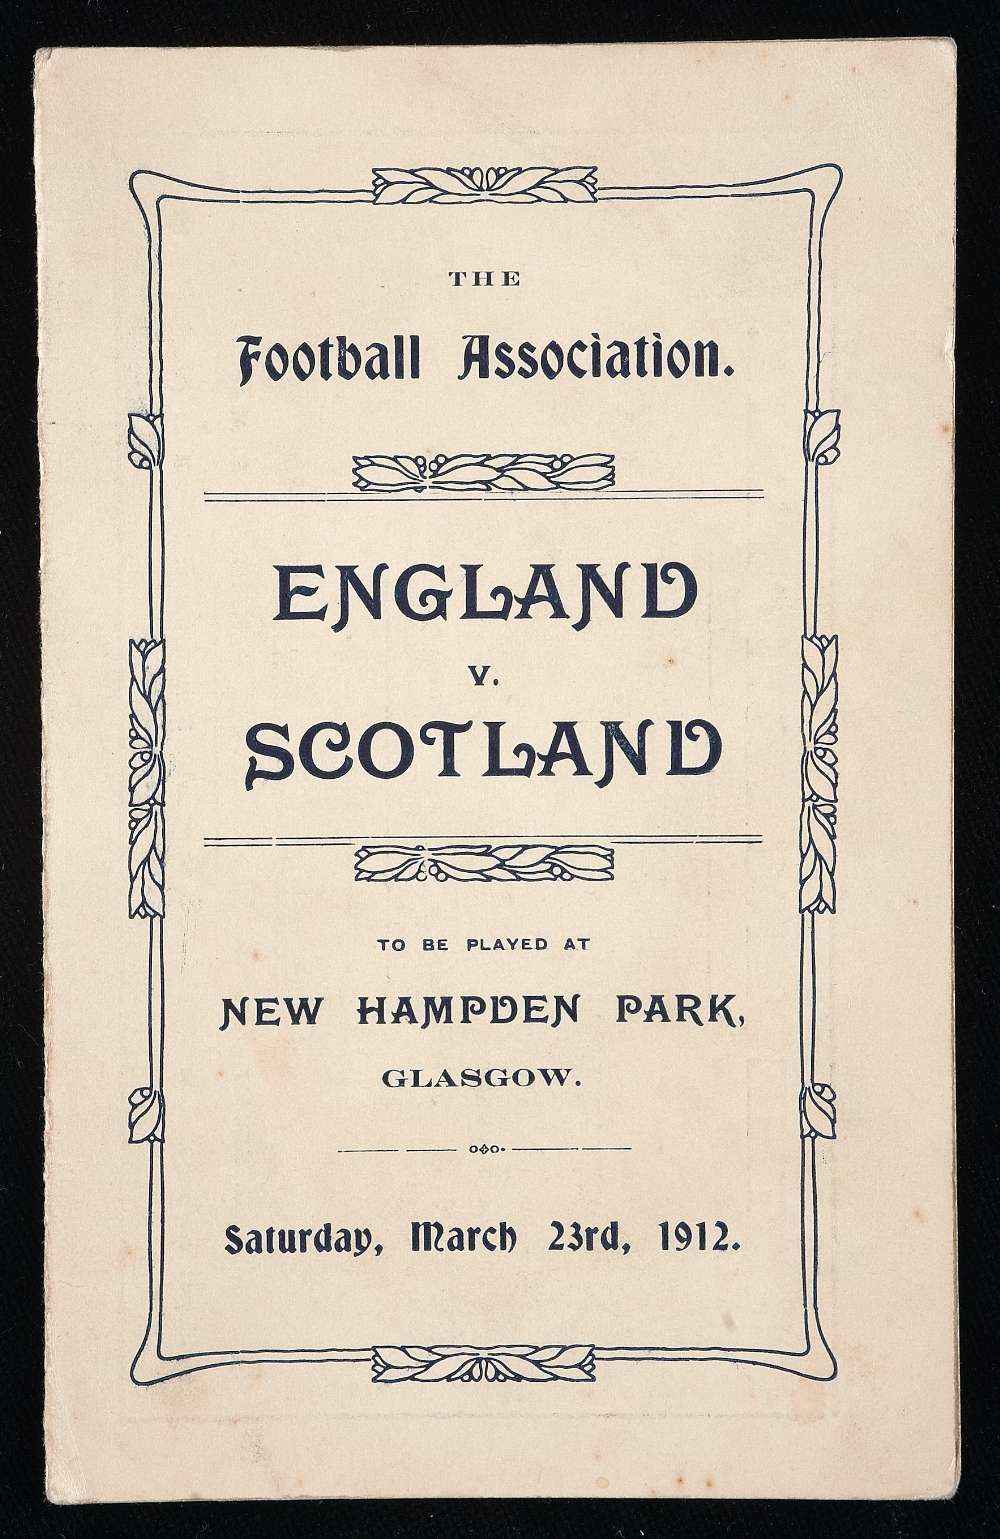 THE
Football Association.
ENGLAND
v.
SCOTLAND
TO BE PLAYED AT
NEW HAMPDEN PARK,
GLASGOW.
Saturday, March 23rd, 1912.